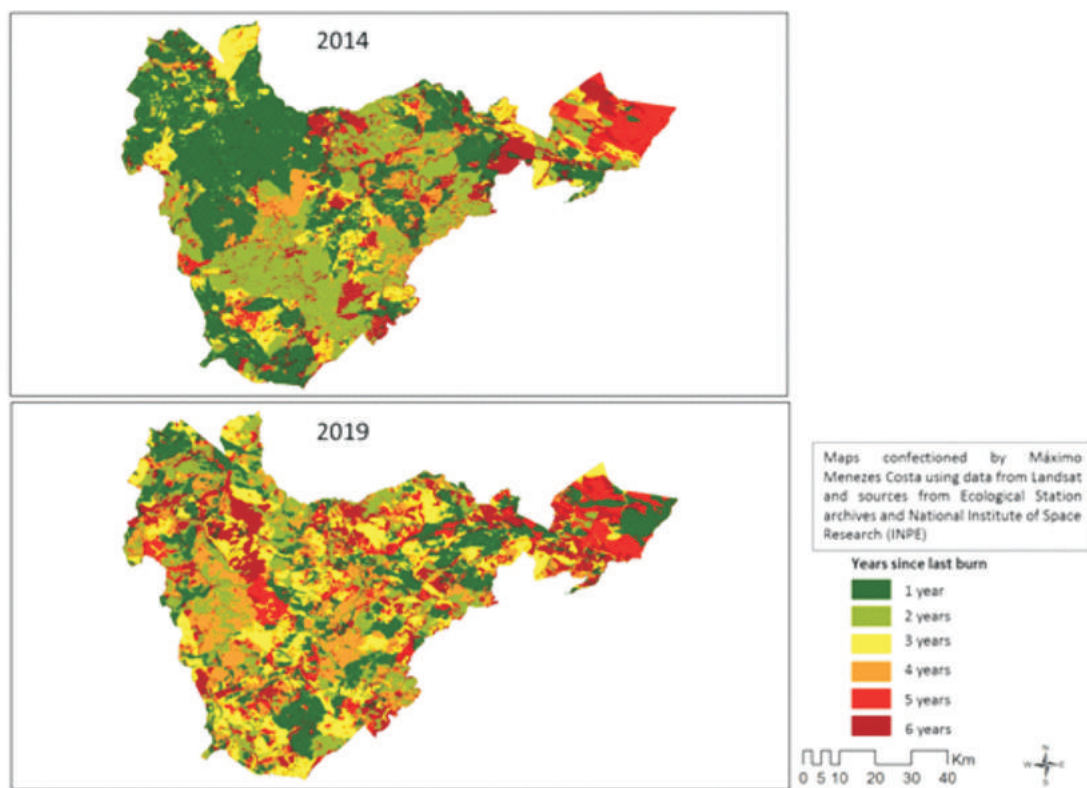 2014
2019
Maps confectioned by Máximo
Menezes Costa using data from Landsat
and sources from Ecological Station
archives and National Institute of Space
Research (INPE)
Years since last burn
1 year
2 years
3 years
4 years
5 years
6 years
Km
0 5 10 20 30 40
N
W E
S